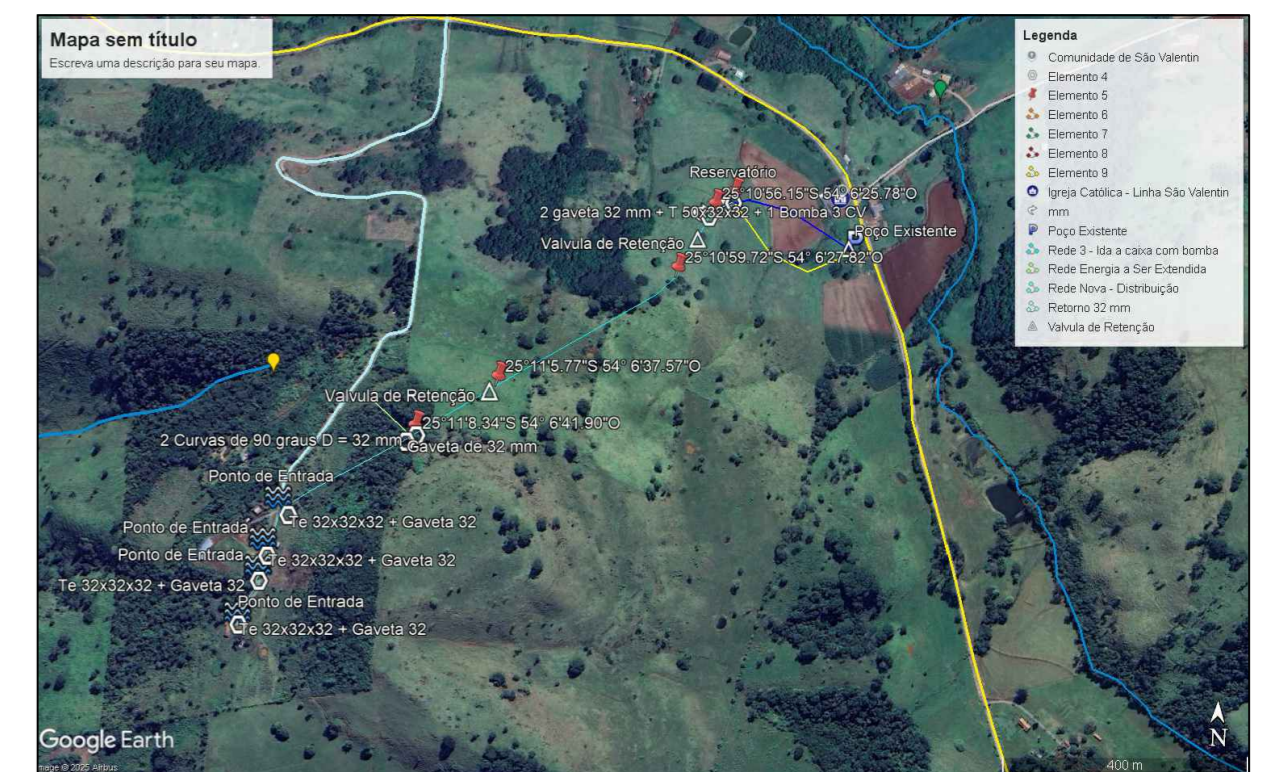 Mapa sem título
Escreva uma descrição para seu mapa.
Legenda
Comunidade de São Valentin
Elemento 4
Elemento 5
Elemento 6
Elemento 7
Elemento 8
Elemento 9
Igreja Católica - Linha São Valentin
mm
Poço Existente
Rede 3 - Ida a caixa com bomba
Rede Energia a Ser Extendida
Rede Nova - Distribuição
Retorno 32 mm
Valvula de Retenção
Reservatório
25°10'56.15"S 54° 6'25.78"O
2 gaveta 32 mm + T 50x32x32 + 1 Bomba 3 CV
Poço Existente
Valvula de Retenção
25°10'59.72"S 54° 6'27.82"O
25°11'5.77"S 54° 6'37.57"O
Valvula de Retenção
25°11'8.34"S 54° 6'41.90"O
2 Curvas de 90 graus D = 32 mm
Gaveta de 32 mm
Ponto de Entrada
Te 32x32x32 + Gaveta 32
Ponto de Entrada
Ponto de Entrada
Te 32x32x32 + Gaveta 32
Te 32x32x32 + Gaveta 32
Ponto de Entrada
Te 32x32x32 + Gaveta 32
Google Earth
mage © 2025 Airbus
400 m
N